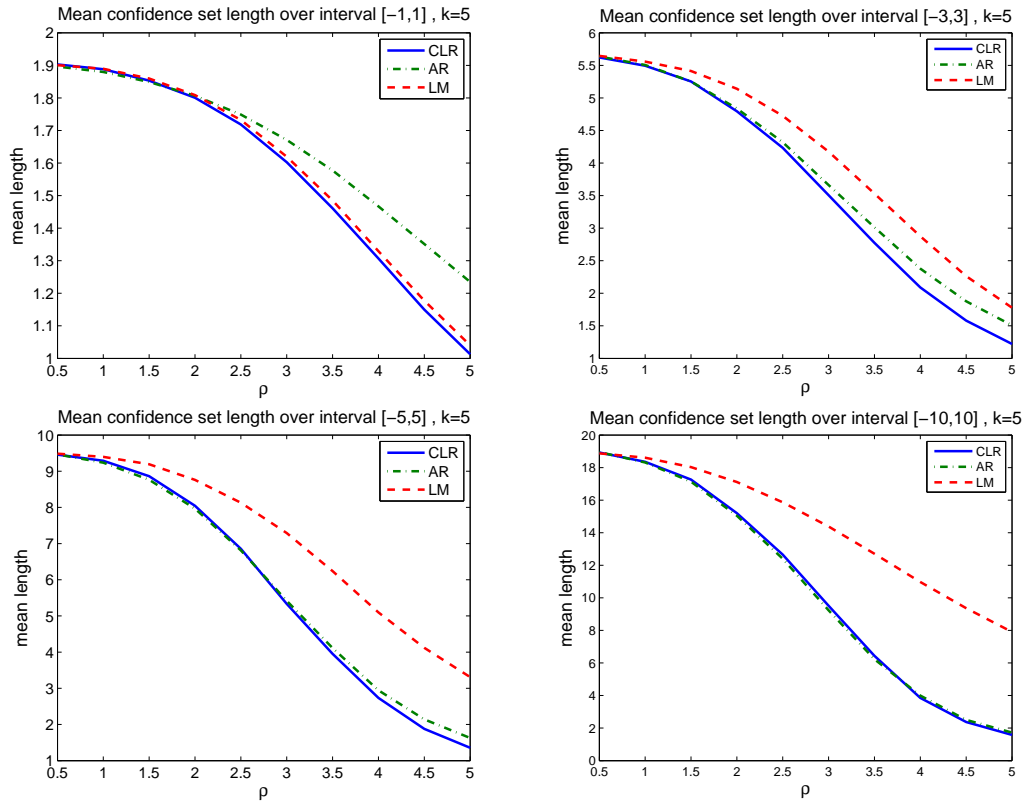 Mean confidence set length over interval [−1,1] , k=5
2
1.9
1.8
1.7
1.6
1.5
1.4
1.3
1.2
1.1
1
mean length
CLR
AR
LM
0.5 1 1.5 2 2.5 3 3.5 4 4.5 5
ρ
Mean confidence set length over interval [−3,3] , k=5
6
5.5
5
4.5
4
3.5
3
2.5
2
1.5
1
mean length
CLR
AR
LM
0.5 1 1.5 2 2.5 3 3.5 4 4.5 5
ρ
Mean confidence set length over interval [−5,5] , k=5
10
9
8
7
6
5
4
3
2
1
mean length
CLR
AR
LM
0.5 1 1.5 2 2.5 3 3.5 4 4.5 5
ρ
Mean confidence set length over interval [−10,10] , k=5
20
18
16
14
12
10
8
6
4
2
0
mean length
CLR
AR
LM
0.5 1 1.5 2 2.5 3 3.5 4 4.5 5
ρ